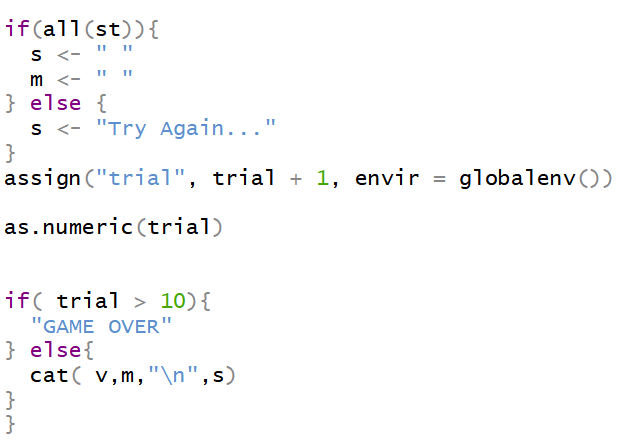 if(all(st)){
  s <- " "
  m <- " "
} else {
  s <- "Try Again..."
}
assign("trial", trial + 1, envir = globalenv())

as.numeric(trial)


if( trial > 10){
  "GAME OVER"
} else{
  cat( v,m,"\n",s)
}
}